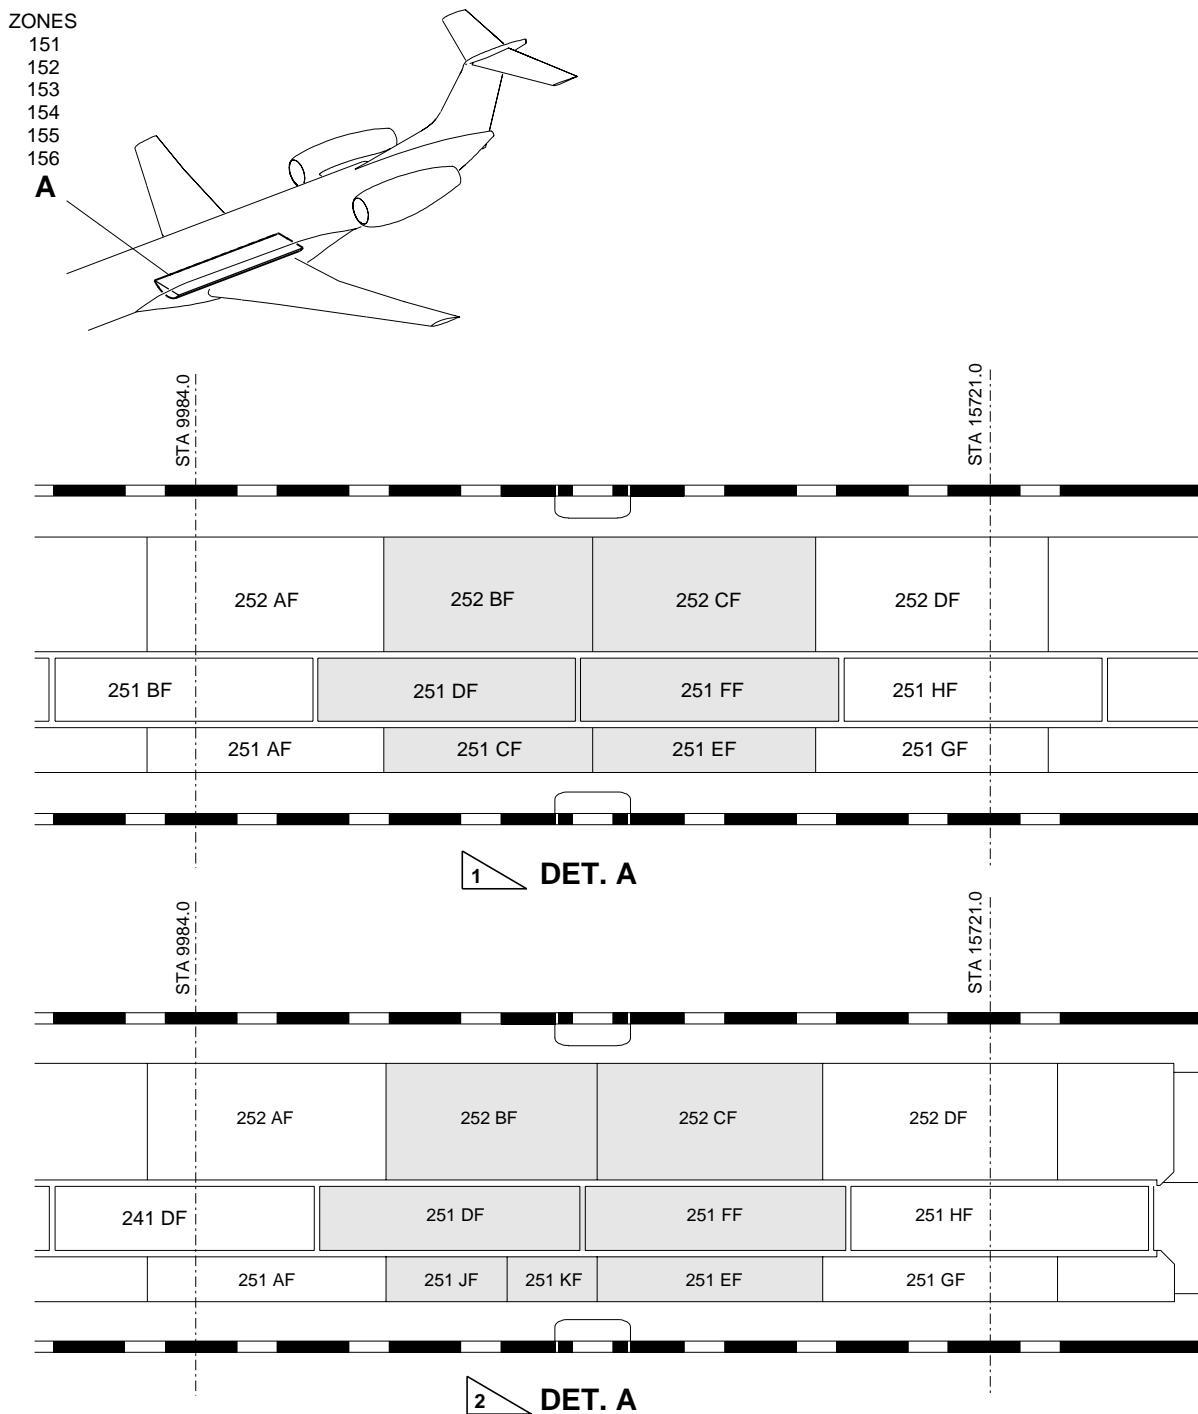 ZONES
151
152
153
154
155
156
A
STA 9984.0
STA 15721.0
252 AF
252 BF
252 CF
252 DF
251 BF
251 DF
251 FF
251 HF
251 AF
251 CF
251 EF
251 GF
1 DET. A
STA 9984.0
STA 15721.0
252 AF
252 BF
252 CF
252 DF
241 DF
251 DF
251 FF
251 HF
251 AF
251 JF
251 KF
251 EF
251 GF
2 DET. A